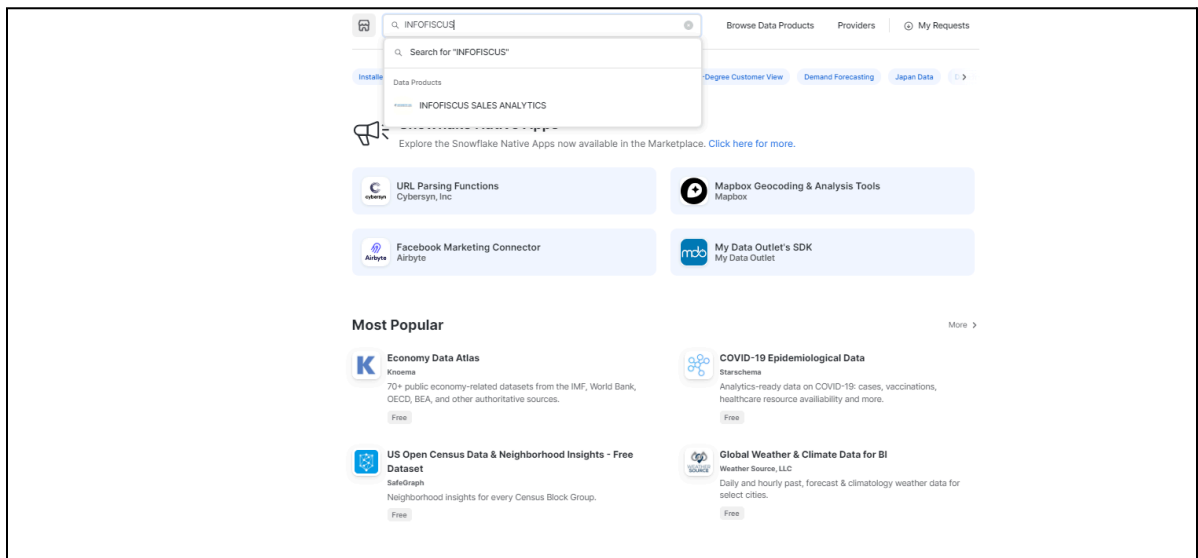 INFOFISCUS
Browse Data Products
Providers
My Requests
Search for "INFOFISCUS"
Data Products
INFOFISCUS SALES ANALYTICS
Installe
-Degree Customer View
Demand Forecasting
Japan Data
Snowflake Native Apps
Explore the Snowflake Native Apps now available in the Marketplace. Click here for more.
cybersyn
URL Parsing Functions
Cybersyn, Inc
Mapbox Geocoding & Analysis Tools
Mapbox
Airbyte
Facebook Marketing Connector
Airbyte
mdo
My Data Outlet's SDK
My Data Outlet
Most Popular
More
K
Economy Data Atlas
Knoema
70+ public economy-related datasets from the IMF, World Bank,
OECD, BEA, and other authoritative sources.
Free
COVID-19 Epidemiological Data
Starschema
Analytics-ready data on COVID-19: cases, vaccinations,
healthcare resource availiability and more.
Free
US Open Census Data & Neighborhood Insights - Free
Dataset
SafeGraph
Neighborhood insights for every Census Block Group.
Free
WEATHER
SOURCE
Global Weather & Climate Data for BI
Weather Source, LLC
Daily and hourly past, forecast & climatology weather data for
select cities.
Free